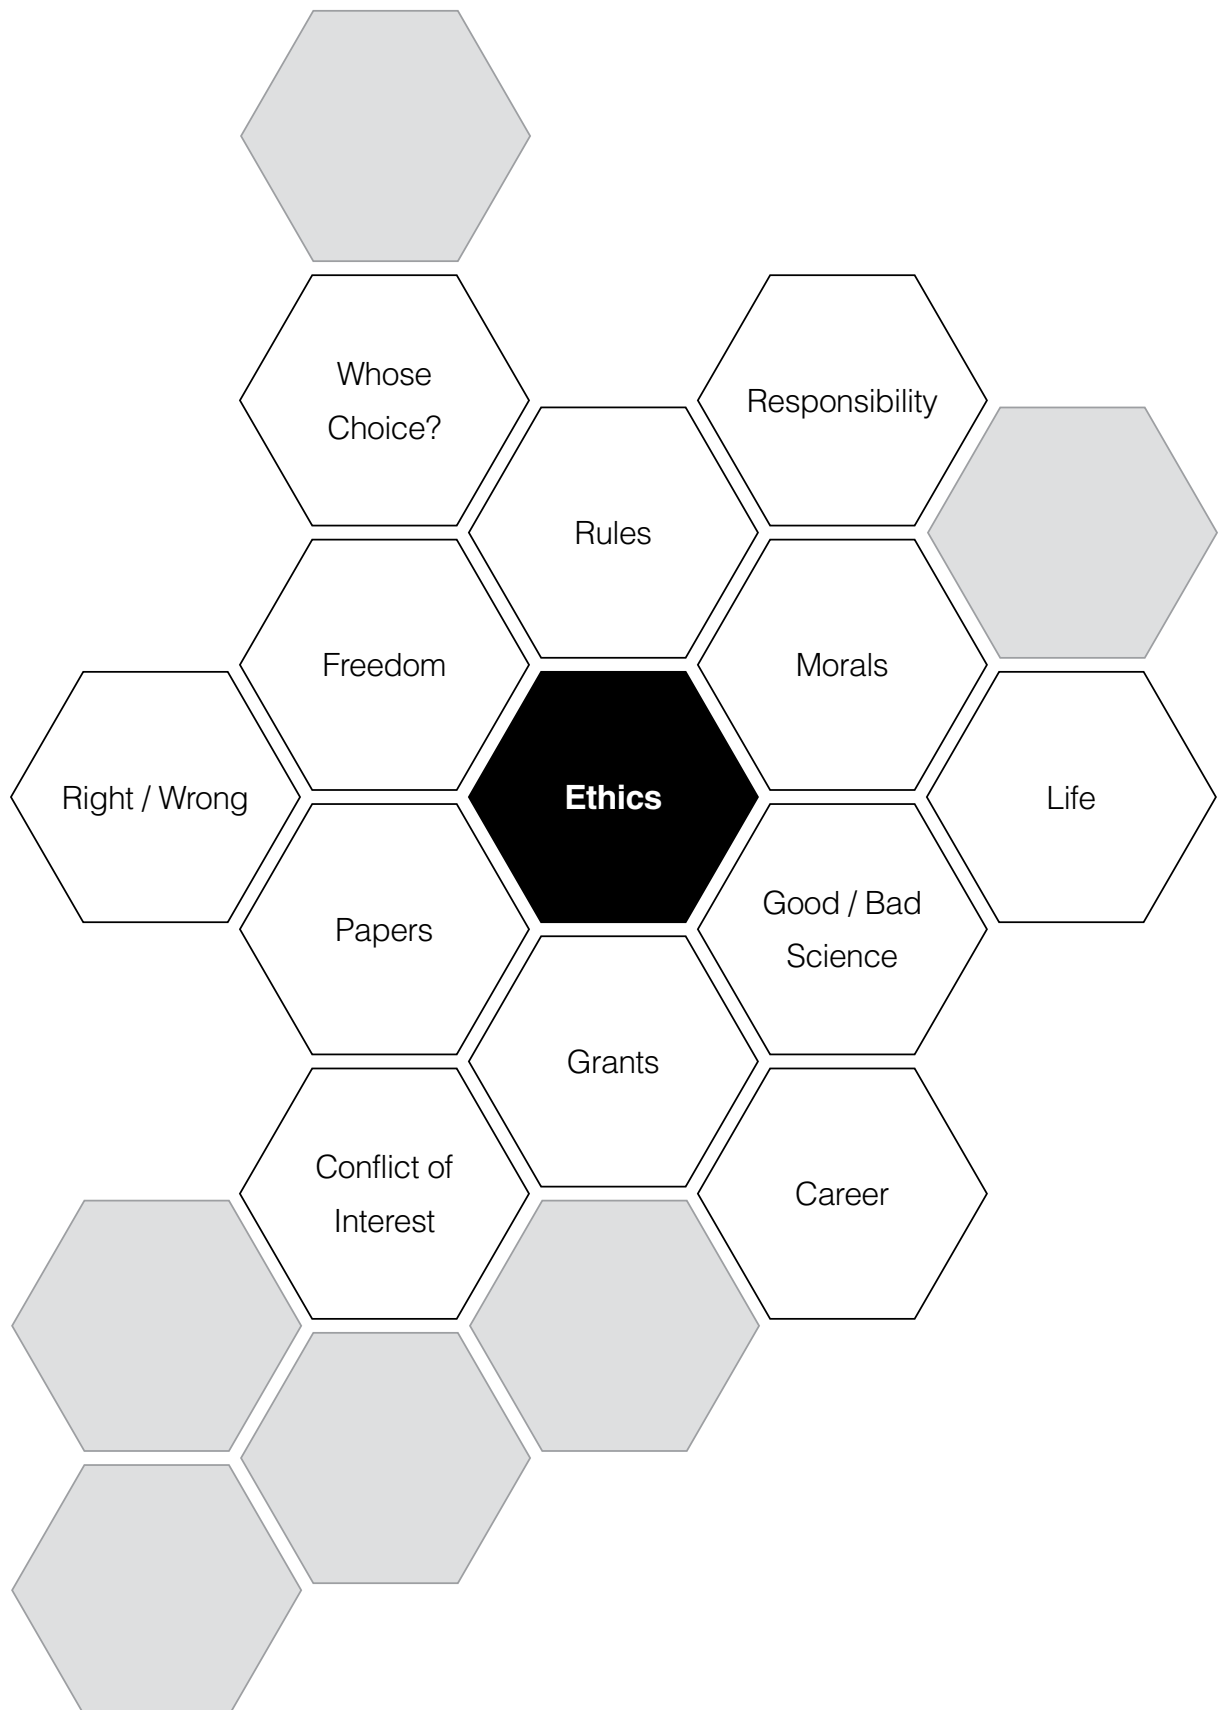 Whose
Choice?
Responsibility
Rules
Freedom
Morals
Right / Wrong
Ethics
Life
Papers
Good / Bad
Science
Grants
Conflict of
Interest
Career